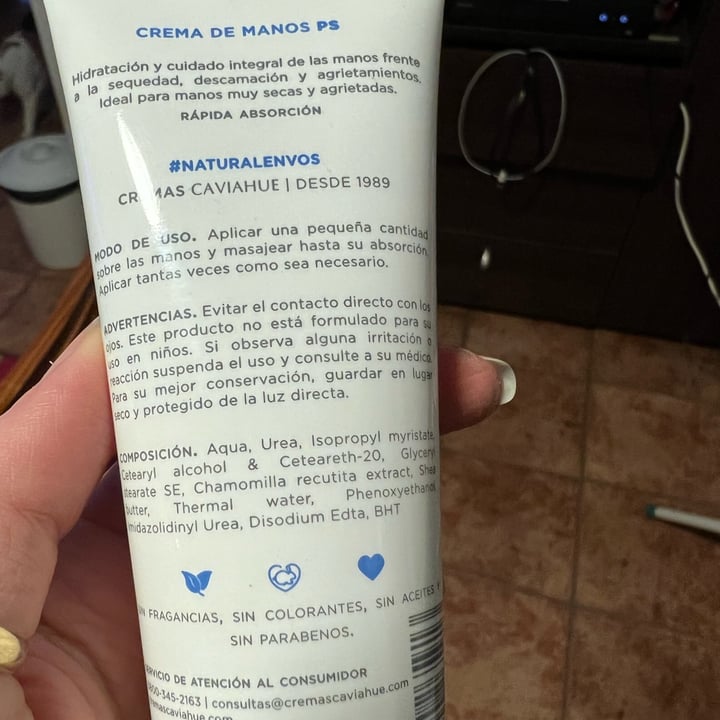 CREMA DE MANOS PS
Hidratación y cuidado integral de las manos frente
a la sequedad, descamación y agrietamientos.
Ideal para manos muy secas y agrietadas.
RÁPIDA ABSORCIÓN
#NATURALENVOS
CREMAS CAVIAHUE | DESDE 1989
MODO DE USO. Aplicar una pequeña cantidad
sobre las manos y masajear hasta su absorción.
Aplicar tantas veces como sea necesario.
ADVERTENCIAS. Evitar el contacto directo con los
ojos. Este producto no está formulado para su
uso en niños. Si observa alguna irritación o
reacción suspenda el uso y consulte a su médico.
Para su mejor conservación, guardar en lugar
seco y protegido de la luz directa.
COMPOSICIÓN. Aqua, Urea, Isopropyl myristate,
Cetearyl alcohol & Ceteareth-20, Glyceryl
stearate SE, Chamomilla recutita extract, Shea
butter, Thermal water, Phenoxyethanol,
Imidazolidinyl Urea, Disodium Edta, BHT
SIN FRAGANCIAS, SIN COLORANTES, SIN ACEITES Y
SIN PARABENOS.
SERVICIO DE ATENCIÓN AL CONSUMIDOR
800-345-2163 | consultas@cremascaviahue.com
cremascaviahue.com